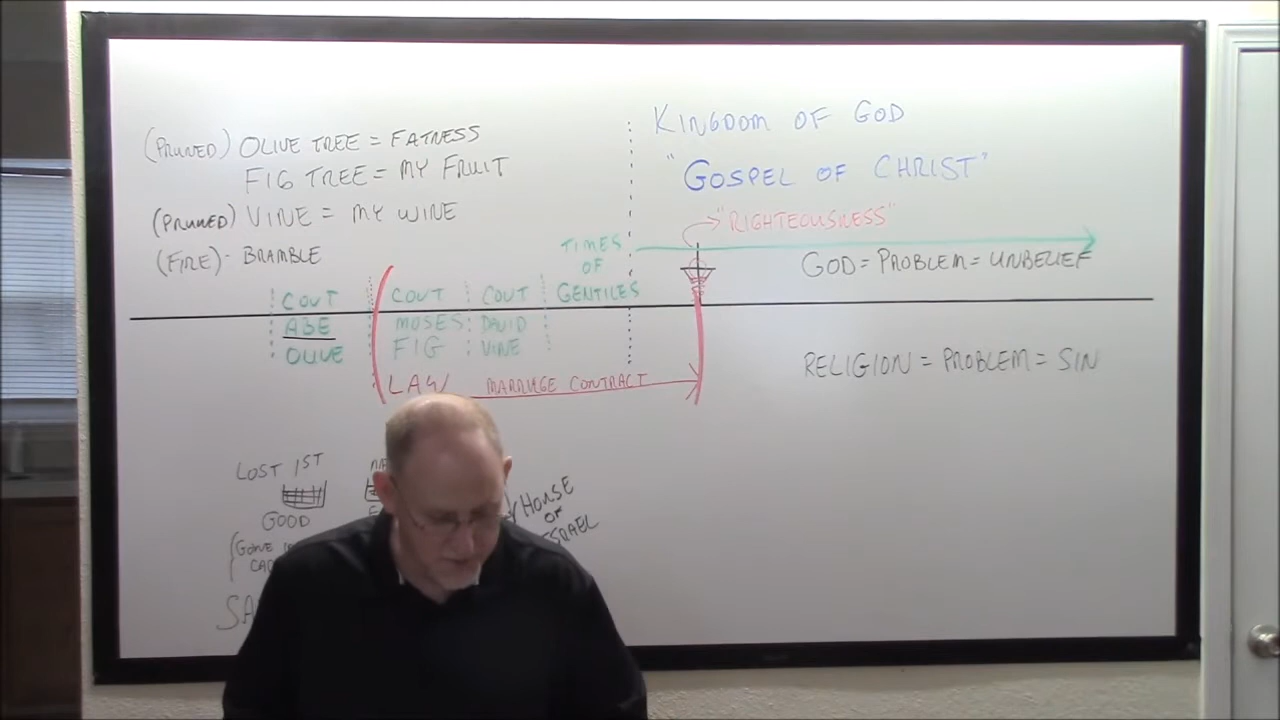 (PRUNED) OLIVE TREE = FATNESS
FIG TREE = MY FRUIT
(PRUNED) VINE = MY WINE
(FIRE) - BRAMBLE
KINGDOM OF GOD
"GOSPEL OF CHRIST"
"RIGHTEOUSNESS"
GOD = PROBLEM = UNBELIEF
TIMES
OF
GENTILES
COVT
COVT
COVT
ABE
MOSES
DAVID
OLIVE
FIG
VINE
LAW/ MARRIAGE CONTRACT
RELIGION = PROBLEM = SIN
LOST 1ST
GOOD
HOUSE
OF